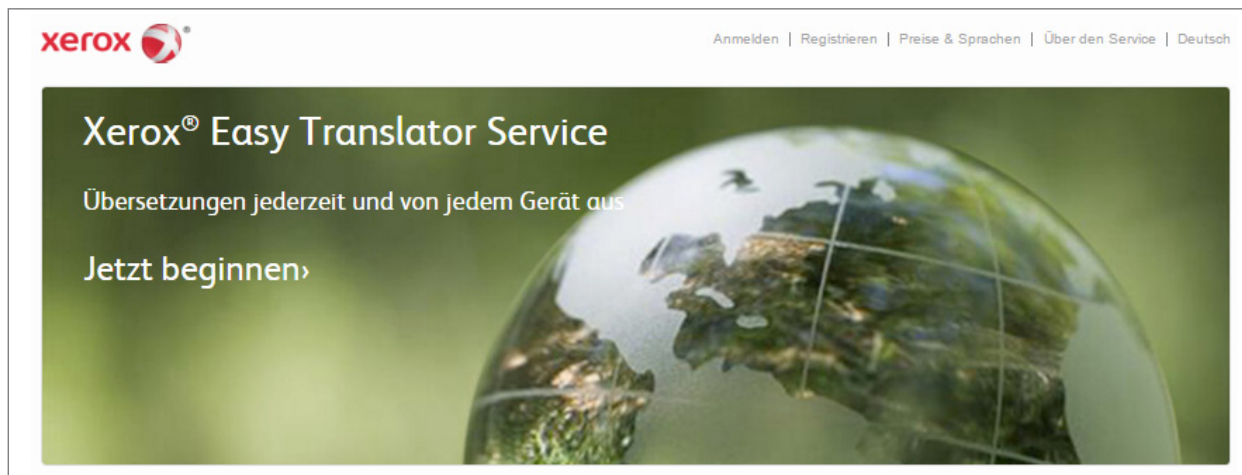 xerox
Anmelden | Registrieren | Preise & Sprachen | Über den Service | Deutsch
Xerox® Easy Translator Service
Übersetzungen jederzeit und von jedem Gerät aus
Jetzt beginnen›